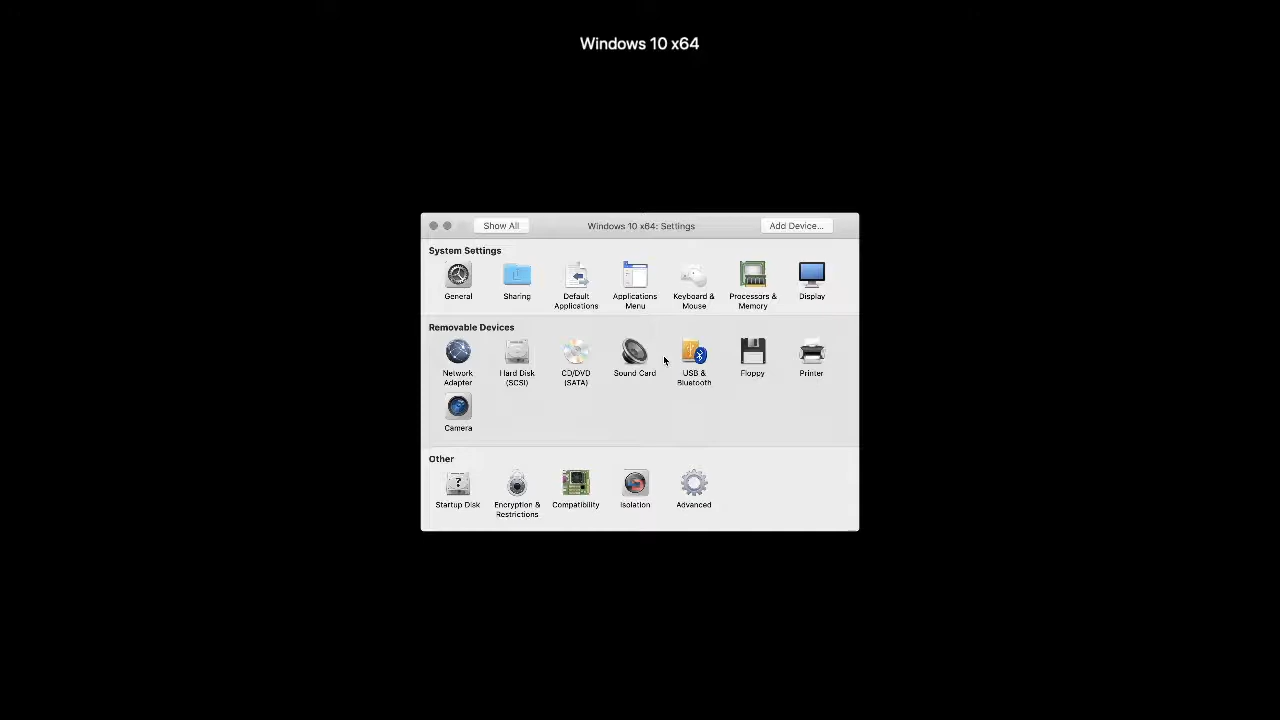 Windows 10 x64
Show All
Windows 10 x64: Settings
Add Device...
System Settings
General
Sharing
Default
Applications
Applications
Menu
Keyboard &
Mouse
Processors &
Memory
Display
Removable Devices
Network
Adapter
Hard Disk
(SCSI)
CD/DVD
(SATA)
Sound Card
USB &
Bluetooth
Floppy
Printer
Camera
Other
Startup Disk
Encryption &
Restrictions
Compatibility
Isolation
Advanced